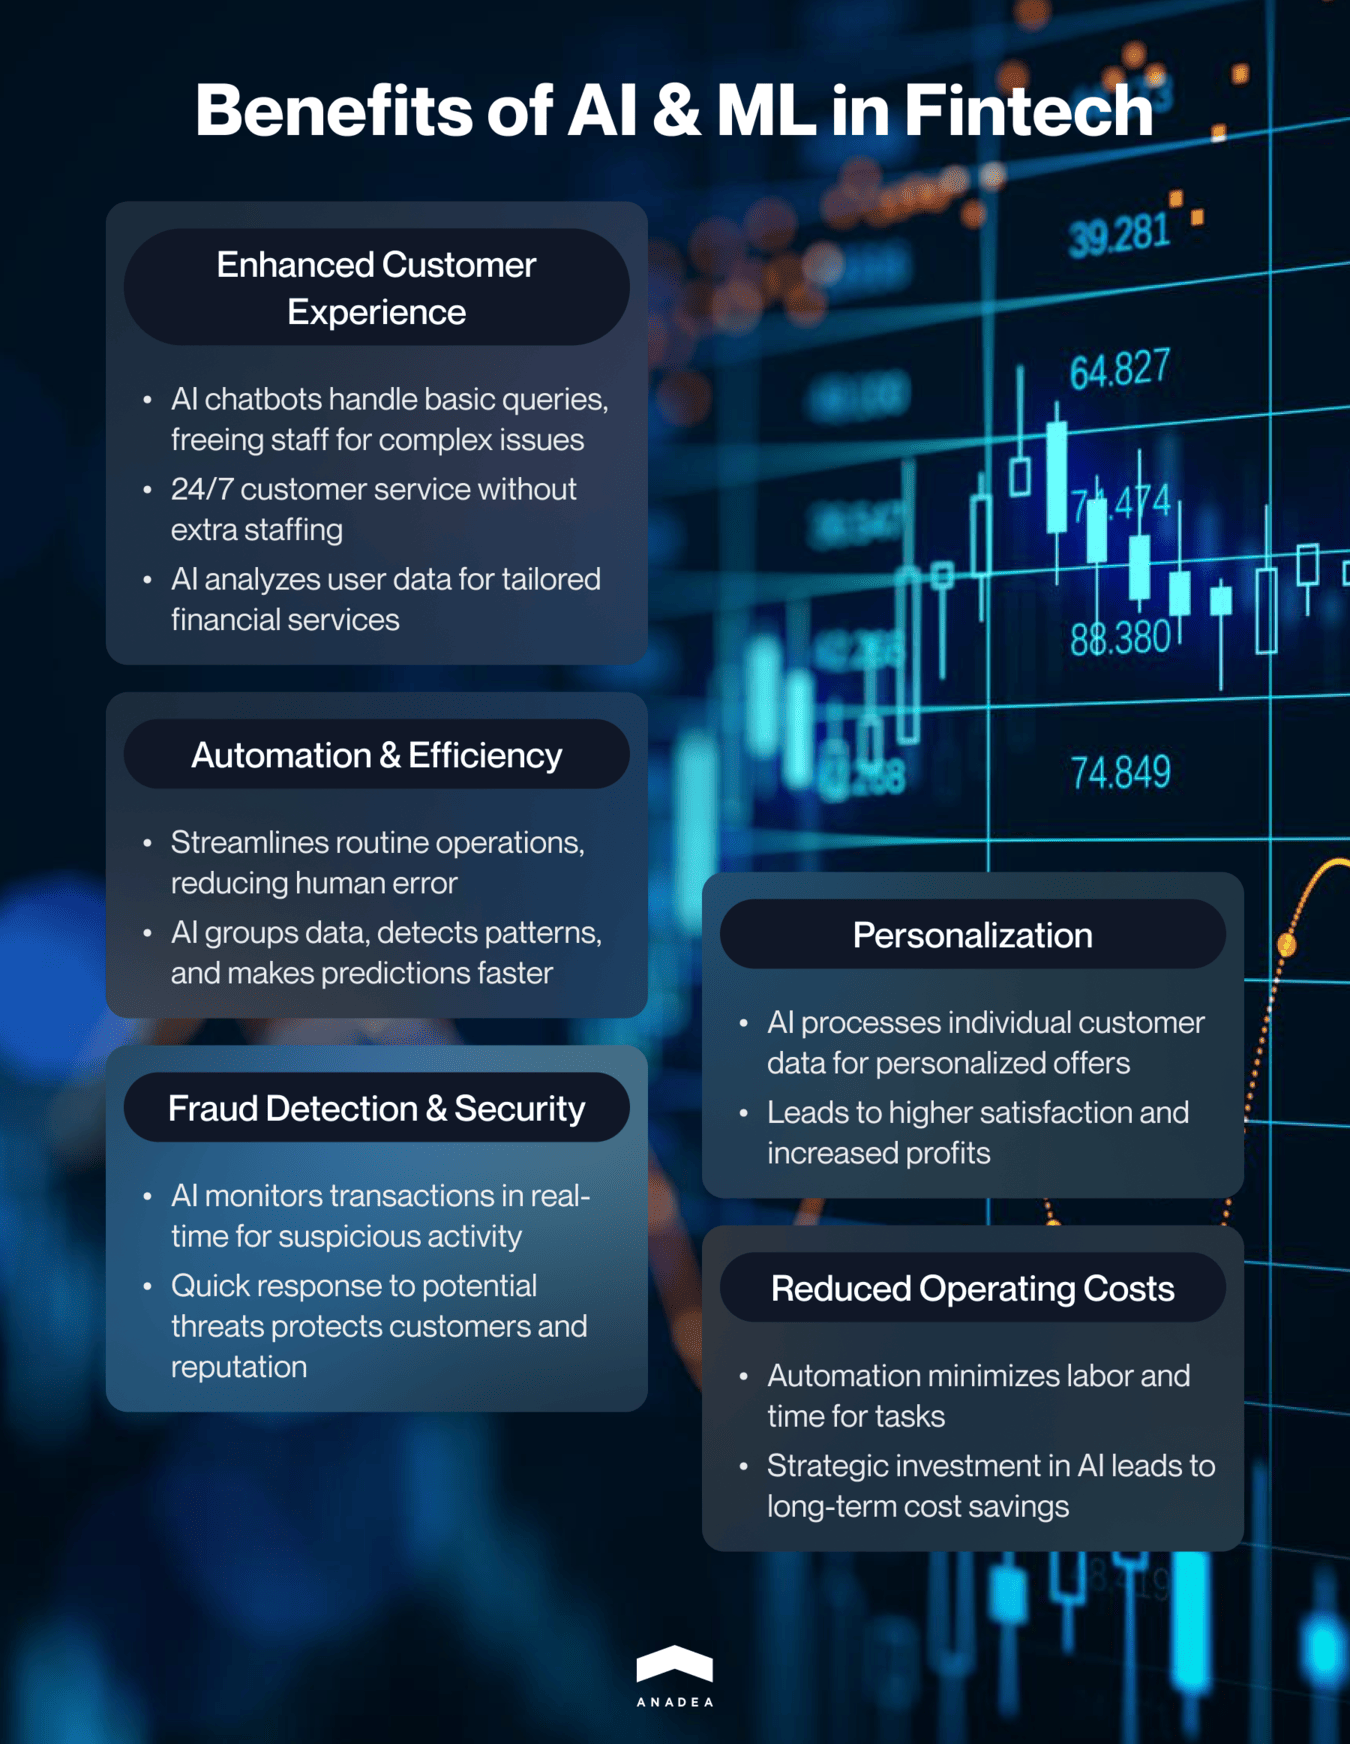 Benefits of AI & ML in Fintech
Enhanced Customer
Experience
• AI chatbots handle basic queries,
freeing staff for complex issues
• 24/7 customer service without
extra staffing
• AI analyzes user data for tailored
financial services
Automation & Efficiency
• Streamlines routine operations,
reducing human error
• AI groups data, detects patterns,
and makes predictions faster
Fraud Detection & Security
• AI monitors transactions in real-
time for suspicious activity
• Quick response to potential
threats protects customers and
reputation
Personalization
• AI processes individual customer
data for personalized offers
• Leads to higher satisfaction and
increased profits
Reduced Operating Costs
• Automation minimizes labor and
time for tasks
• Strategic investment in AI leads to
long-term cost savings
39.281
64.827
88.380
74.849
ANADEA